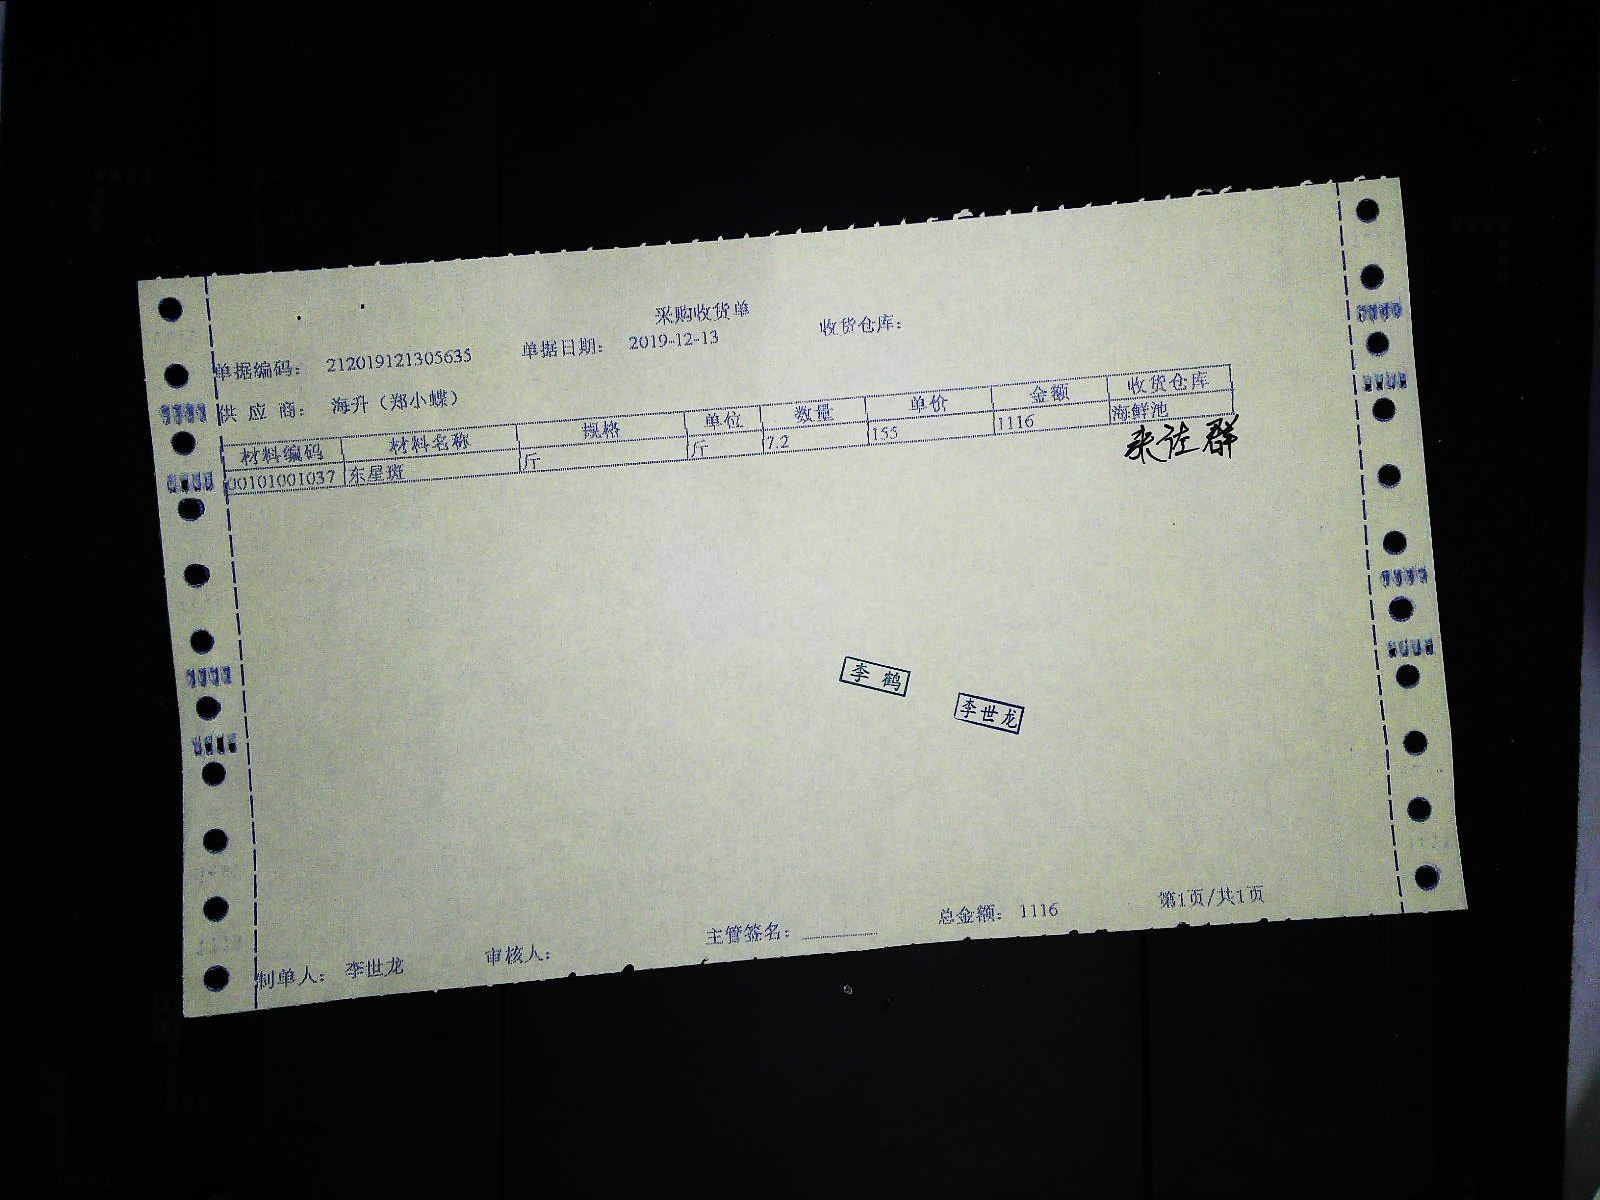 采购收货单
单据编码： 212019121305635 单据日期： 2019-12-13 收货仓库：
供 应 商： 海升（郑小蝶）
材料编码 材料名称 规格 单位 数量 单价 金额 收货仓库
00101001037 东星斑 斤 斤 7.2 155 1116 海鲜池
李 鹤
李世龙
制单人： 李世龙 审核人： 主管签名： 总金额： 1116 第1页/共1页